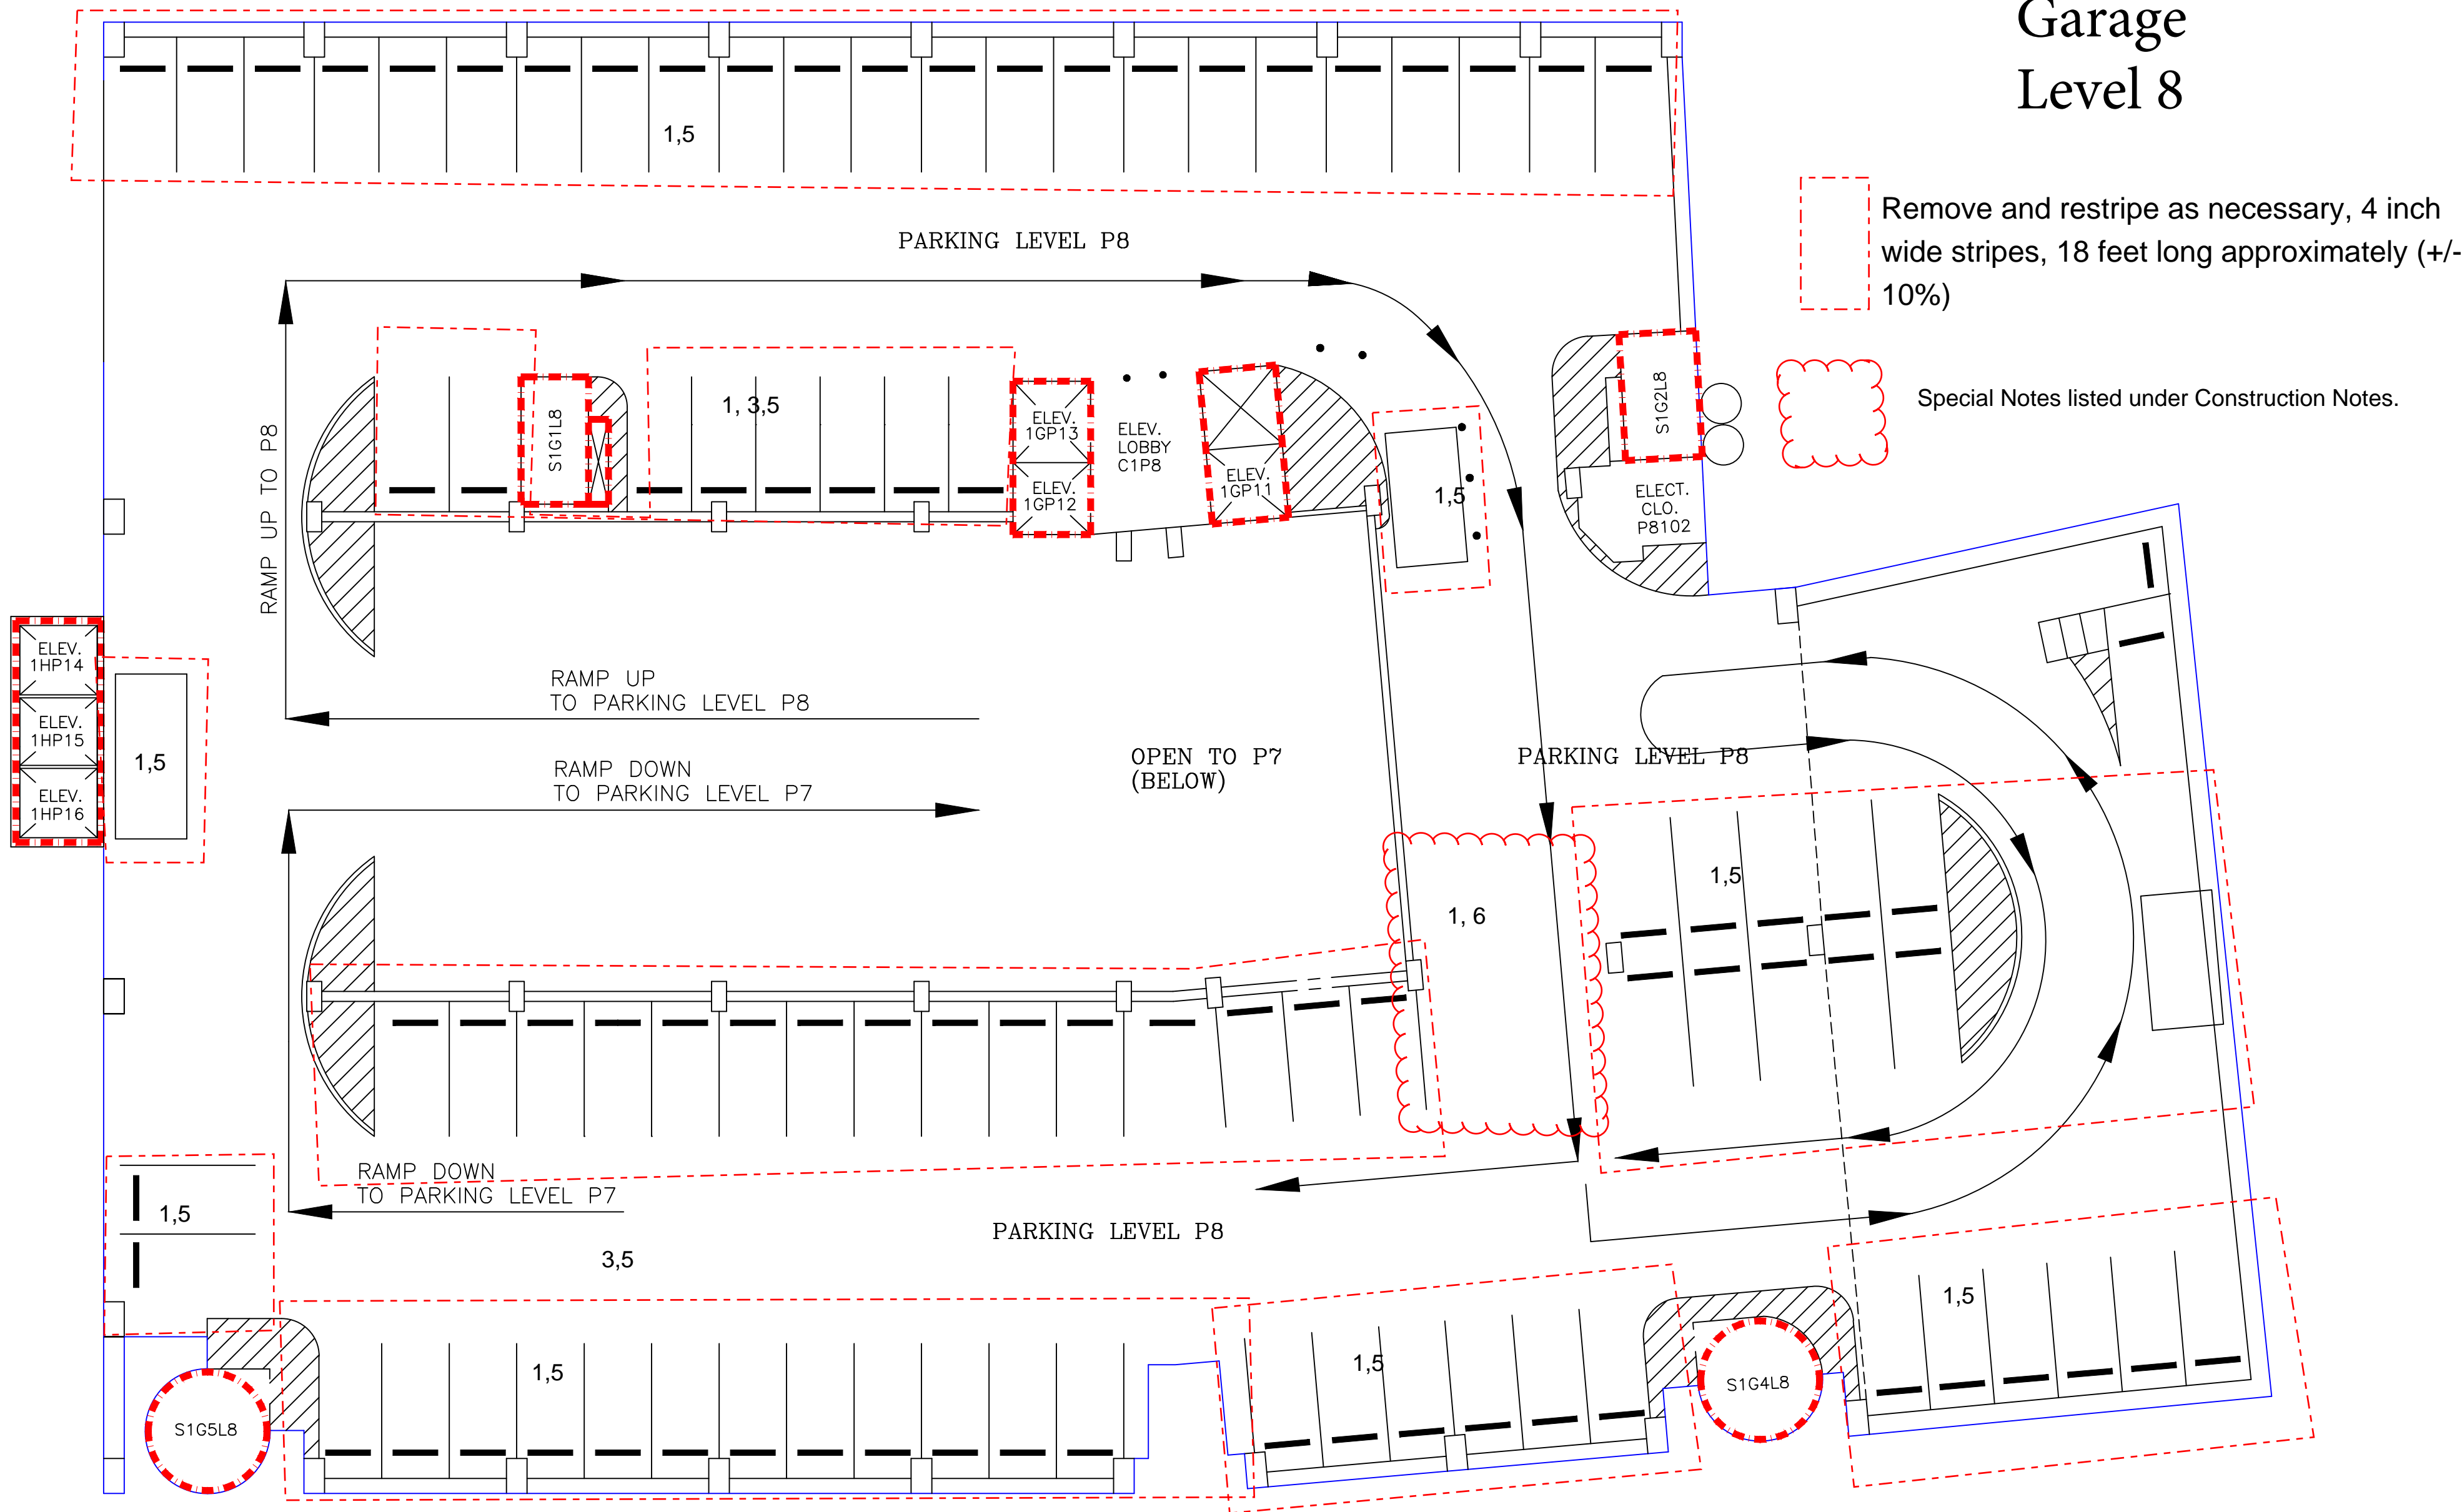 Garage
Level 8
1,5
Remove and restripe as necessary, 4 inch
wide stripes, 18 feet long approximately (+/-
10%)
PARKING LEVEL P8
Special Notes listed under Construction Notes.
RAMP UP TO P8
S1G1L8
1, 3,5
ELEV.
1GP13
ELEV.
1GP12
ELEV.
LOBBY
C1P8
ELEV.
1GP11
1,5
S1G2L8
ELECT.
CLO.
P8102
ELEV.
1HP14
ELEV.
1HP15
ELEV.
1HP16
1,5
RAMP UP
TO PARKING LEVEL P8
RAMP DOWN
TO PARKING LEVEL P7
OPEN TO P7
(BELOW)
PARKING LEVEL P8
1,5
1, 6
RAMP DOWN
TO PARKING LEVEL P7
1,5
PARKING LEVEL P8
3,5
1,5
1,5
1,5
S1G4L8
S1G5L8